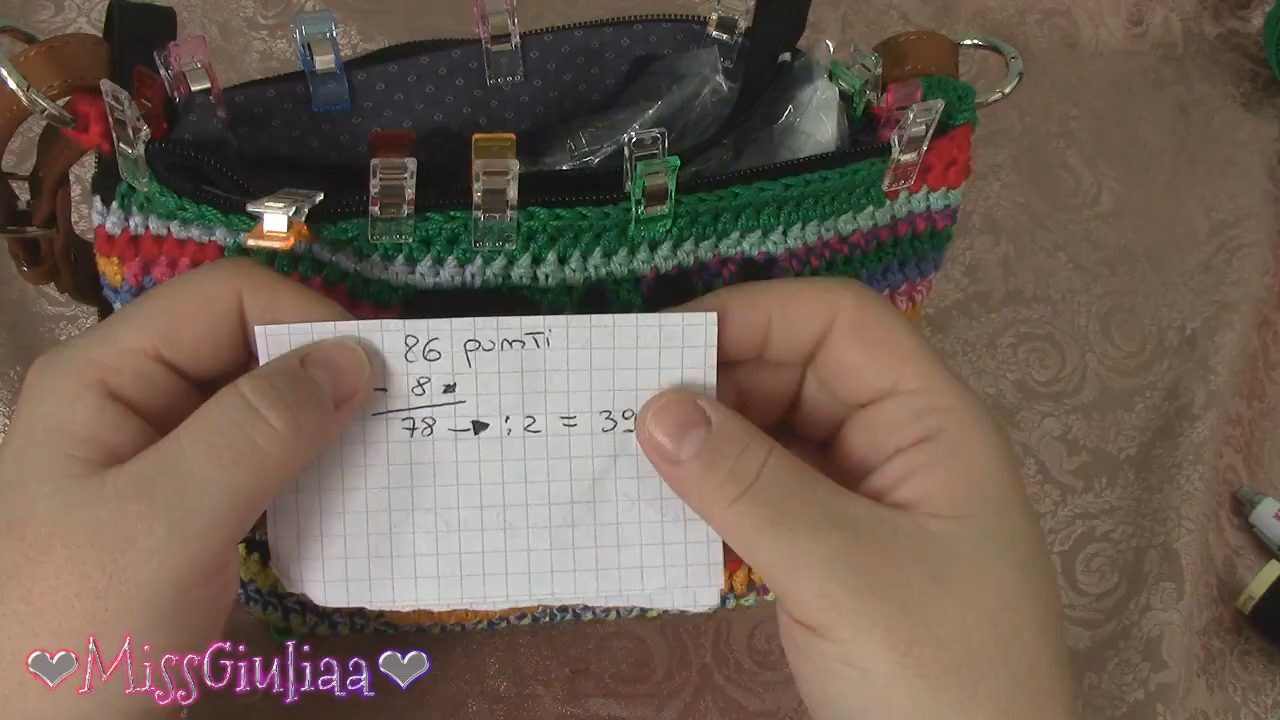 86 punti
- 8
78 → : 2 = 39
❤MissGiuliaa❤